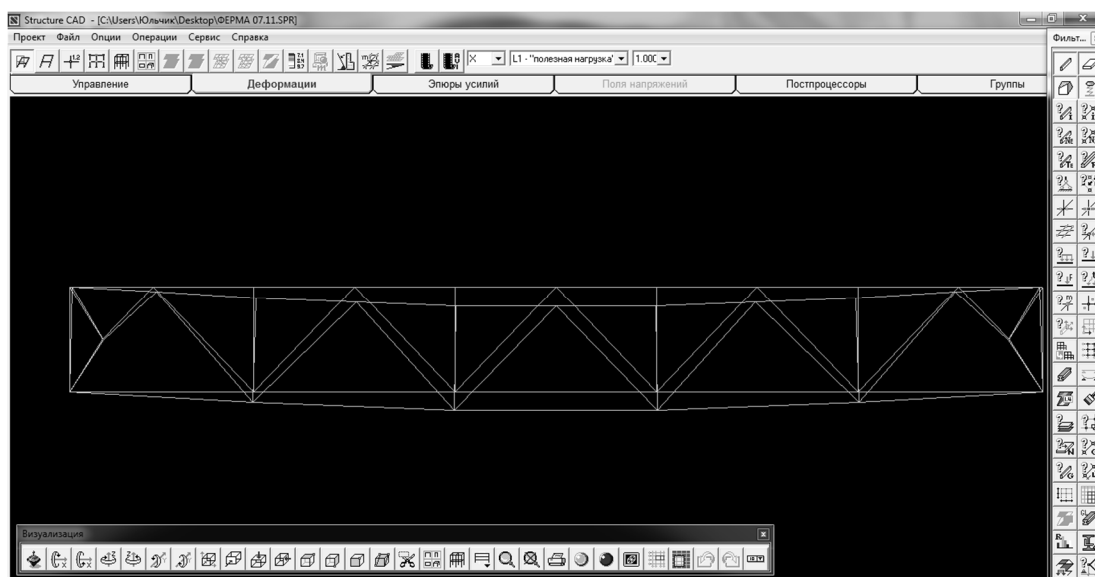 Structure CAD - [C:\Users\Юльчик\Desktop\ФЕРМА 07.11.SPR]
Проект Файл Опции Операции Сервис Справка
Фильт...
X L1 - "полезная нагрузка" 1.00
Управление Деформации Эпюры усилий Поля напряжений Постпроцессоры Группы
Визуализация